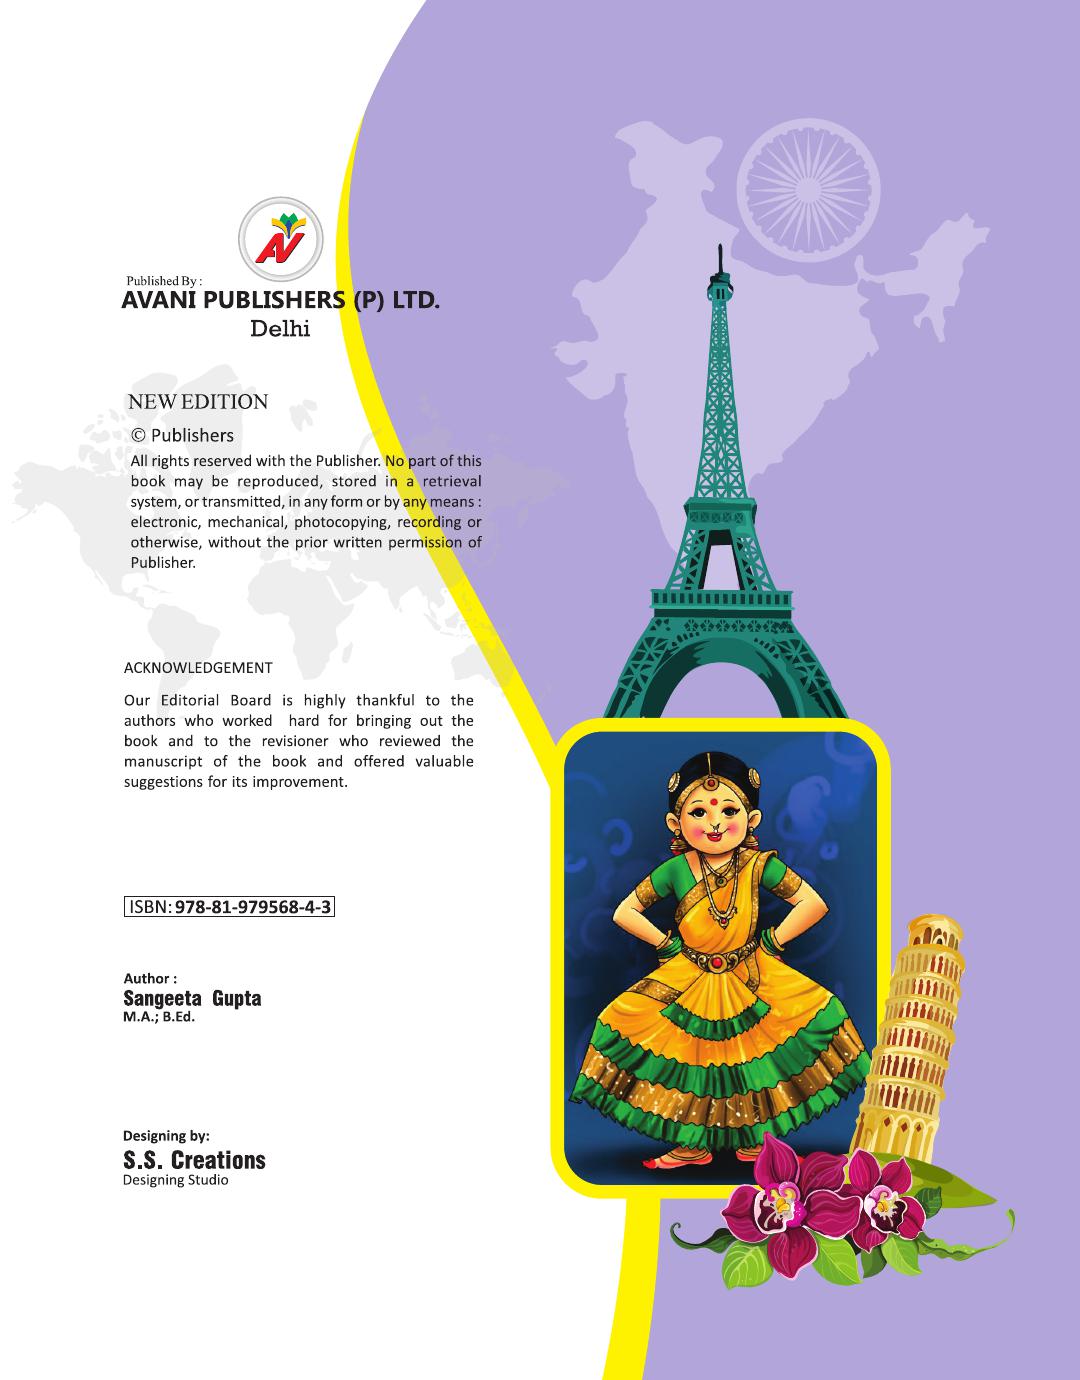 AV
Published By :
AVANI PUBLISHERS (P) LTD.
Delhi
NEW EDITION
© Publishers
All rights reserved with the Publisher. No part of this
book may be reproduced, stored in a retrieval
system, or transmitted, in any form or by any means :
electronic, mechanical, photocopying, recording or
otherwise, without the prior written permission of
Publisher.
ACKNOWLEDGEMENT
Our Editorial Board is highly thankful to the
authors who worked hard for bringing out the
book and to the revisioner who reviewed the
manuscript of the book and offered valuable
suggestions for its improvement.
ISBN: 978-81-979568-4-3
Author :
Sangeeta Gupta
M.A.; B.Ed.
Designing by:
S.S. Creations
Designing Studio